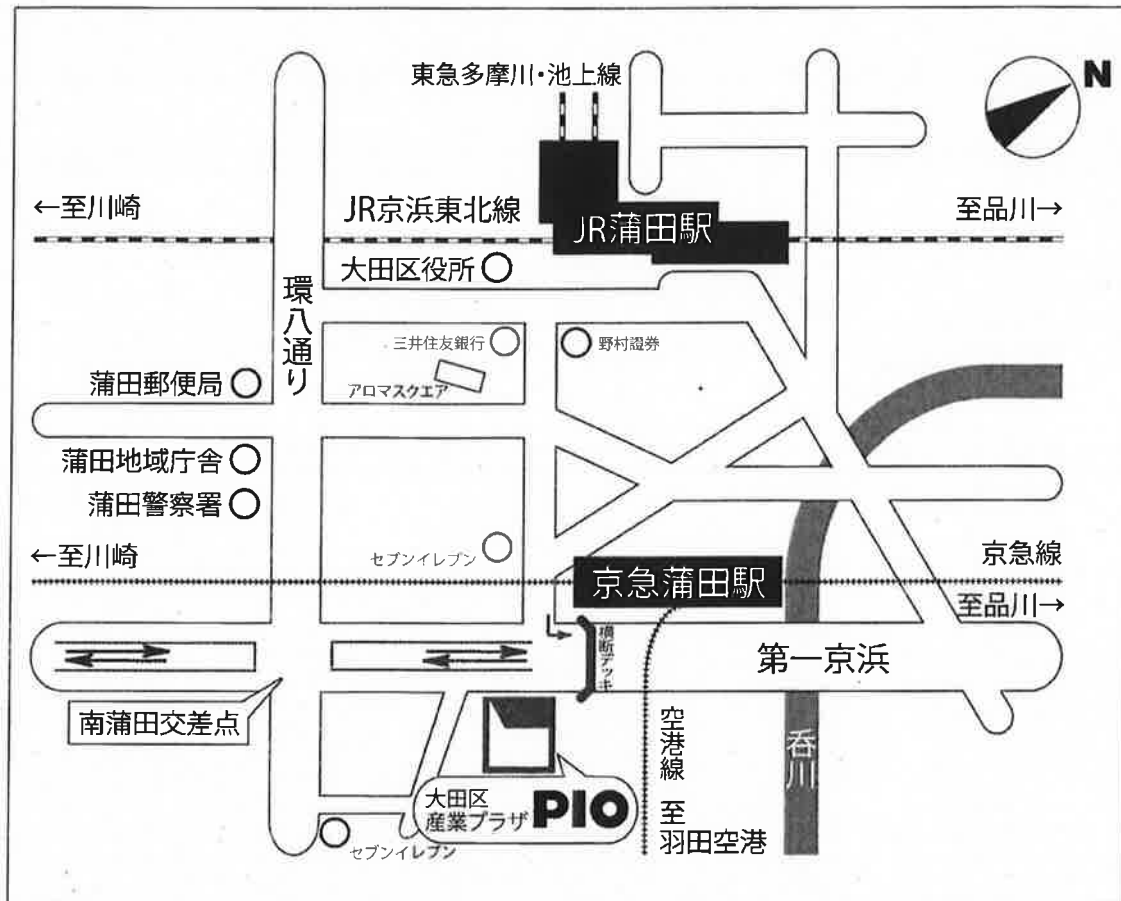 東急多摩川・池上線
N
←至川崎
JR京浜東北線
JR蒲田駅
至品川→
大田区役所
環八通り
三井住友銀行
野村證券
アロマスクエア
蒲田郵便局
蒲田地域庁舎
蒲田警察署
←至川崎
セブンイレブン
京急蒲田駅
京急線
至品川→
横断デッキ
第一京浜
南蒲田交差点
空港線 至
羽田空港
呑川
大田区
産業プラザ PIO
セブンイレブン